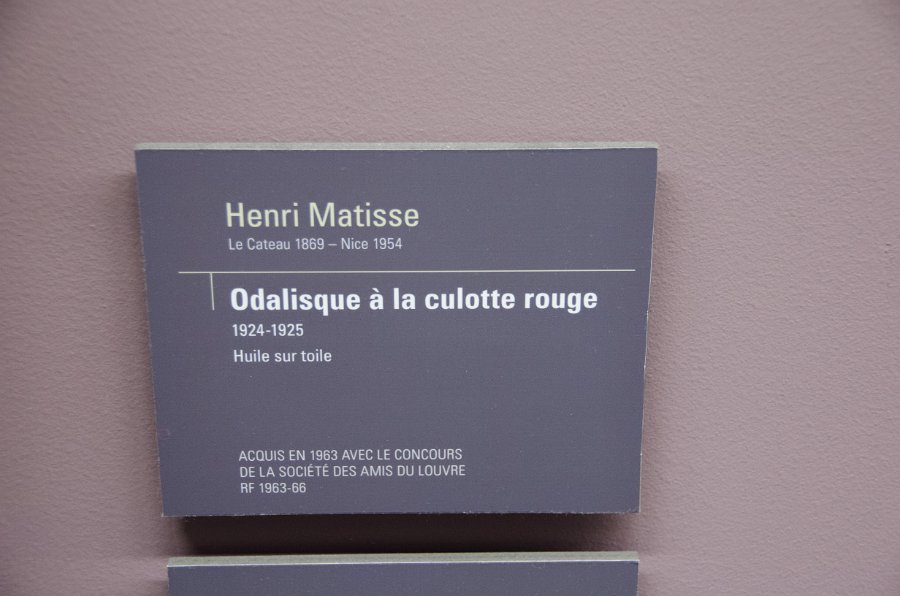 Henri Matisse
Le Cateau 1869 – Nice 1954
Odalisque à la culotte rouge
1924-1925
Huile sur toile
ACQUIS EN 1963 AVEC LE CONCOURS
DE LA SOCIÉTÉ DES AMIS DU LOUVRE
RF 1963-66